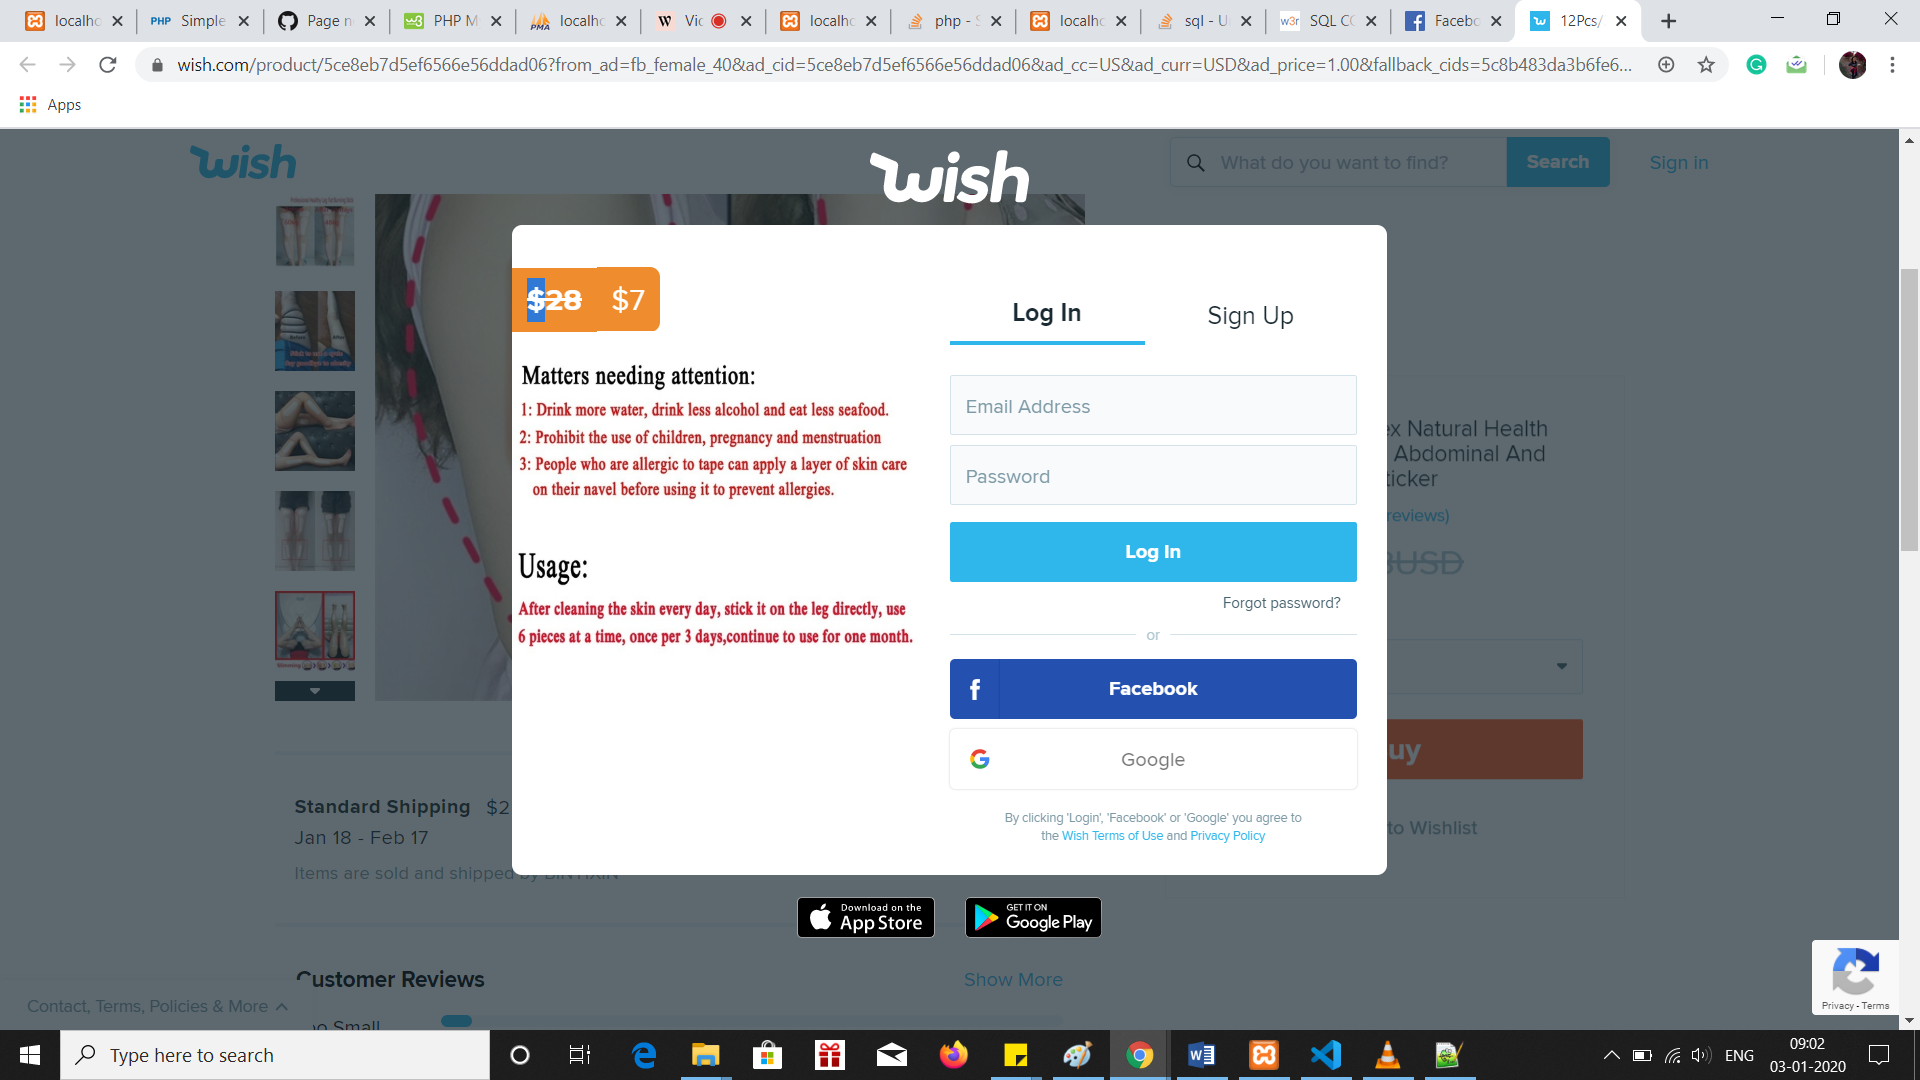 localho
Simple
Page n
PHP M
localho
Vic
localho
php - S
localho
sql - U
SQL CO
Facebo
12Pcs/
wish.com/product/5ce8eb7d5ef6566e56ddad06?from_ad=fb_female_40&ad_cid=5ce8eb7d5ef6566e56ddad06&ad_cc=US&ad_curr=USD&ad_price=1.00&fallback_cids=5c8b483da3b6fe6...
Apps
wish
wish
What do you want to find?
Search
Sign in
$28 $7
Log In
Sign Up
Matters needing attention:
1: Drink more water, drink less alcohol and eat less seafood.
2: Prohibit the use of children, pregnancy and menstruation
3: People who are allergic to tape can apply a layer of skin care
on their navel before using it to prevent allergies.
Usage:
After cleaning the skin every day, stick it on the leg directly, use
6 pieces at a time, once per 3 days,continue to use for one month.
Email Address
Password
Log In
Forgot password?
or
Facebook
Google
By clicking 'Login', 'Facebook' or 'Google' you agree to
the Wish Terms of Use and Privacy Policy
ex Natural Health
Abdominal And
ticker
reviews)
USD
uy
to Wishlist
Standard Shipping $2
Jan 18 - Feb 17
Items are sold and shipped by
Download on the
App Store
GET IT ON
Google Play
Customer Reviews
Show More
Contact, Terms, Policies & More
oo Small
Privacy - Terms
Type here to search
ENG
09:02
03-01-2020